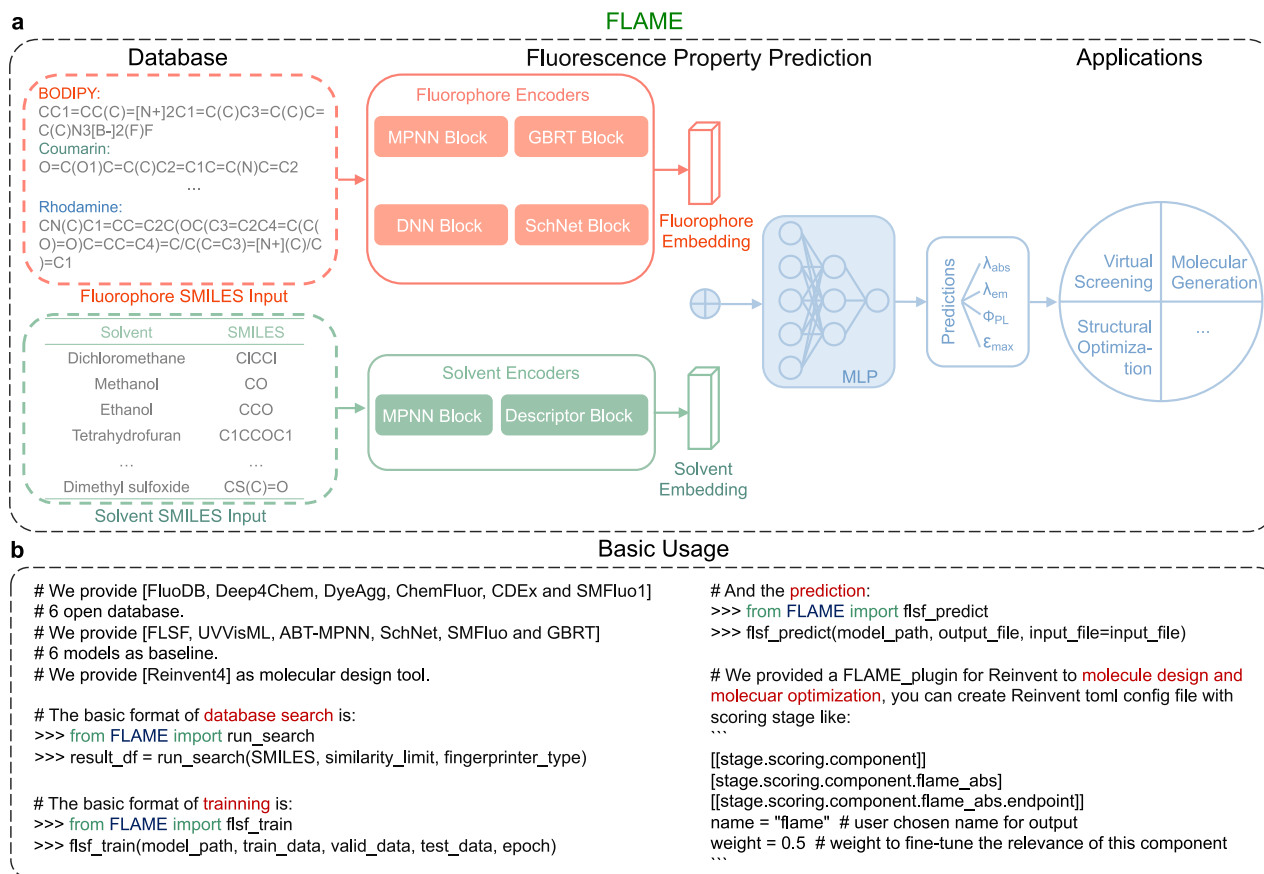 a
FLAME
Database
Fluorescence Property Prediction
Applications
BODIPY:
CC1=CC(C)=[N+]2C1=C(C)C3=C(C)C=
C(C)N3[B-]2(F)F
Coumarin:
O=C(O1)C=C(C)C2=C1C=C(N)C=C2
...
Rhodamine:
CN(C)C1=CC=C2C(OC(C3=C2C4=C(C(
O)=O)C=CC=C4)=C/C(C=C3)=[N+](C)/C
)=C1
Fluorophore SMILES Input
Solvent SMILES
Dichloromethane ClCCl
Methanol CO
Ethanol CCO
Tetrahydrofuran C1CCOC1
... ...
Dimethyl sulfoxide CS(C)=O
Solvent SMILES Input
Fluorophore Encoders
MPNN Block GBRT Block
DNN Block SchNet Block
Fluorophore
Embedding
Solvent Encoders
MPNN Block Descriptor Block
Solvent
Embedding
MLP
Predictions
λabs
λem
ΦPL
εmax
Virtual
Screening
Molecular
Generation
Structural
Optimiza-
tion
...
b
Basic Usage
# We provide [FluoDB, Deep4Chem, DyeAgg, ChemFluor, CDEx and SMFluo1]
# 6 open database.
# We provide [FLSF, UVVisML, ABT-MPNN, SchNet, SMFluo and GBRT]
# 6 models as baseline.
# We provide [Reinvent4] as molecular design tool.
# The basic format of database search is:
>>> from FLAME import run_search
>>> result_df = run_search(SMILES, similarity_limit, fingerprinter_type)
# The basic format of trainning is:
>>> from FLAME import flsf_train
>>> flsf_train(model_path, train_data, valid_data, test_data, epoch)
# And the prediction:
>>> from FLAME import flsf_predict
>>> flsf_predict(model_path, output_file, input_file=input_file)
# We provided a FLAME_plugin for Reinvent to molecule design and
molecuar optimization, you can create Reinvent toml config file with
scoring stage like:
```
[[stage.scoring.component]]
[stage.scoring.component.flame_abs]
[[stage.scoring.component.flame_abs.endpoint]]
name = "flame" # user chosen name for output
weight = 0.5 # weight to fine-tune the relevance of this component
```